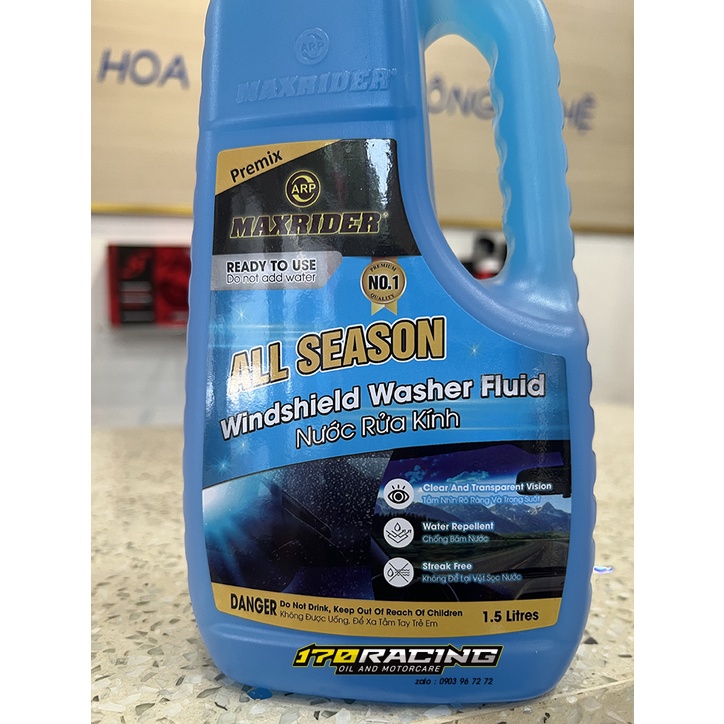 HOA
ÔNG
HỆ
ARP
MAXRIDER
Premix
ARP
MAXRIDER®
READY TO USE
Do not add water
PREMIUM
NO.1
QUALITY
ALL SEASON
Windshield Washer Fluid
Nước Rửa Kính
Clear And Transparent Vision
Tầm Nhìn Rõ Ràng Và Trong Suốt
Water Repellent
Chống Bám Nước
Streak Free
Không Để Lại Vệt Sọc Nước
DANGER Do Not Drink, Keep Out Of Reach Of Children
Không Được Uống, Để Xa Tầm Tay Trẻ Em
1.5 Litres
170RACING
OIL AND MOTORCARE
zalo : 0903 96 72 72